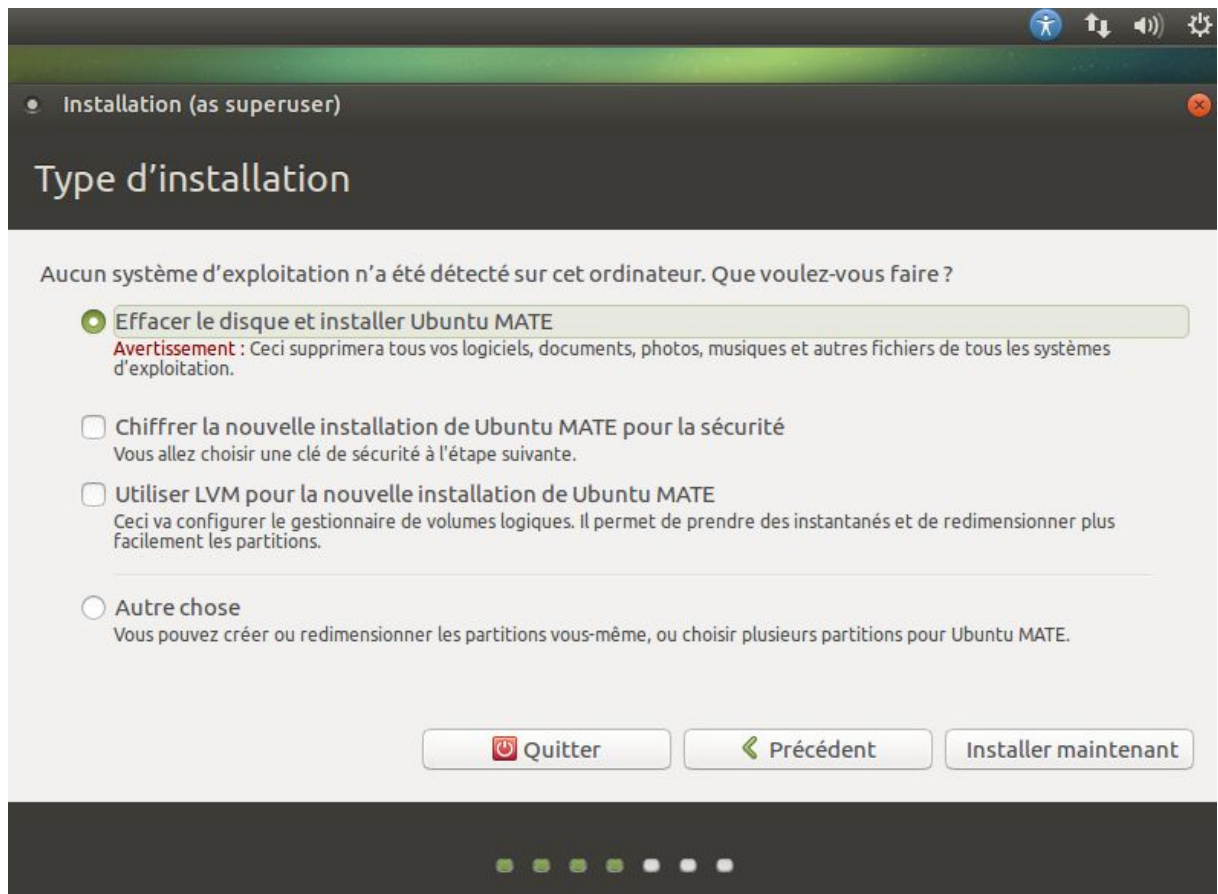 Installation (as superuser)
Type d’installation
Aucun système d’exploitation n’a été détecté sur cet ordinateur. Que voulez-vous faire ?
Effacer le disque et installer Ubuntu MATE
Avertissement : Ceci supprimera tous vos logiciels, documents, photos, musiques et autres fichiers de tous les systèmes
d’exploitation.
Chiffrer la nouvelle installation de Ubuntu MATE pour la sécurité
Vous allez choisir une clé de sécurité à l'étape suivante.
Utiliser LVM pour la nouvelle installation de Ubuntu MATE
Ceci va configurer le gestionnaire de volumes logiques. Il permet de prendre des instantanés et de redimensionner plus
facilement les partitions.
Autre chose
Vous pouvez créer ou redimensionner les partitions vous-même, ou choisir plusieurs partitions pour Ubuntu MATE.
Quitter Précédent Installer maintenant